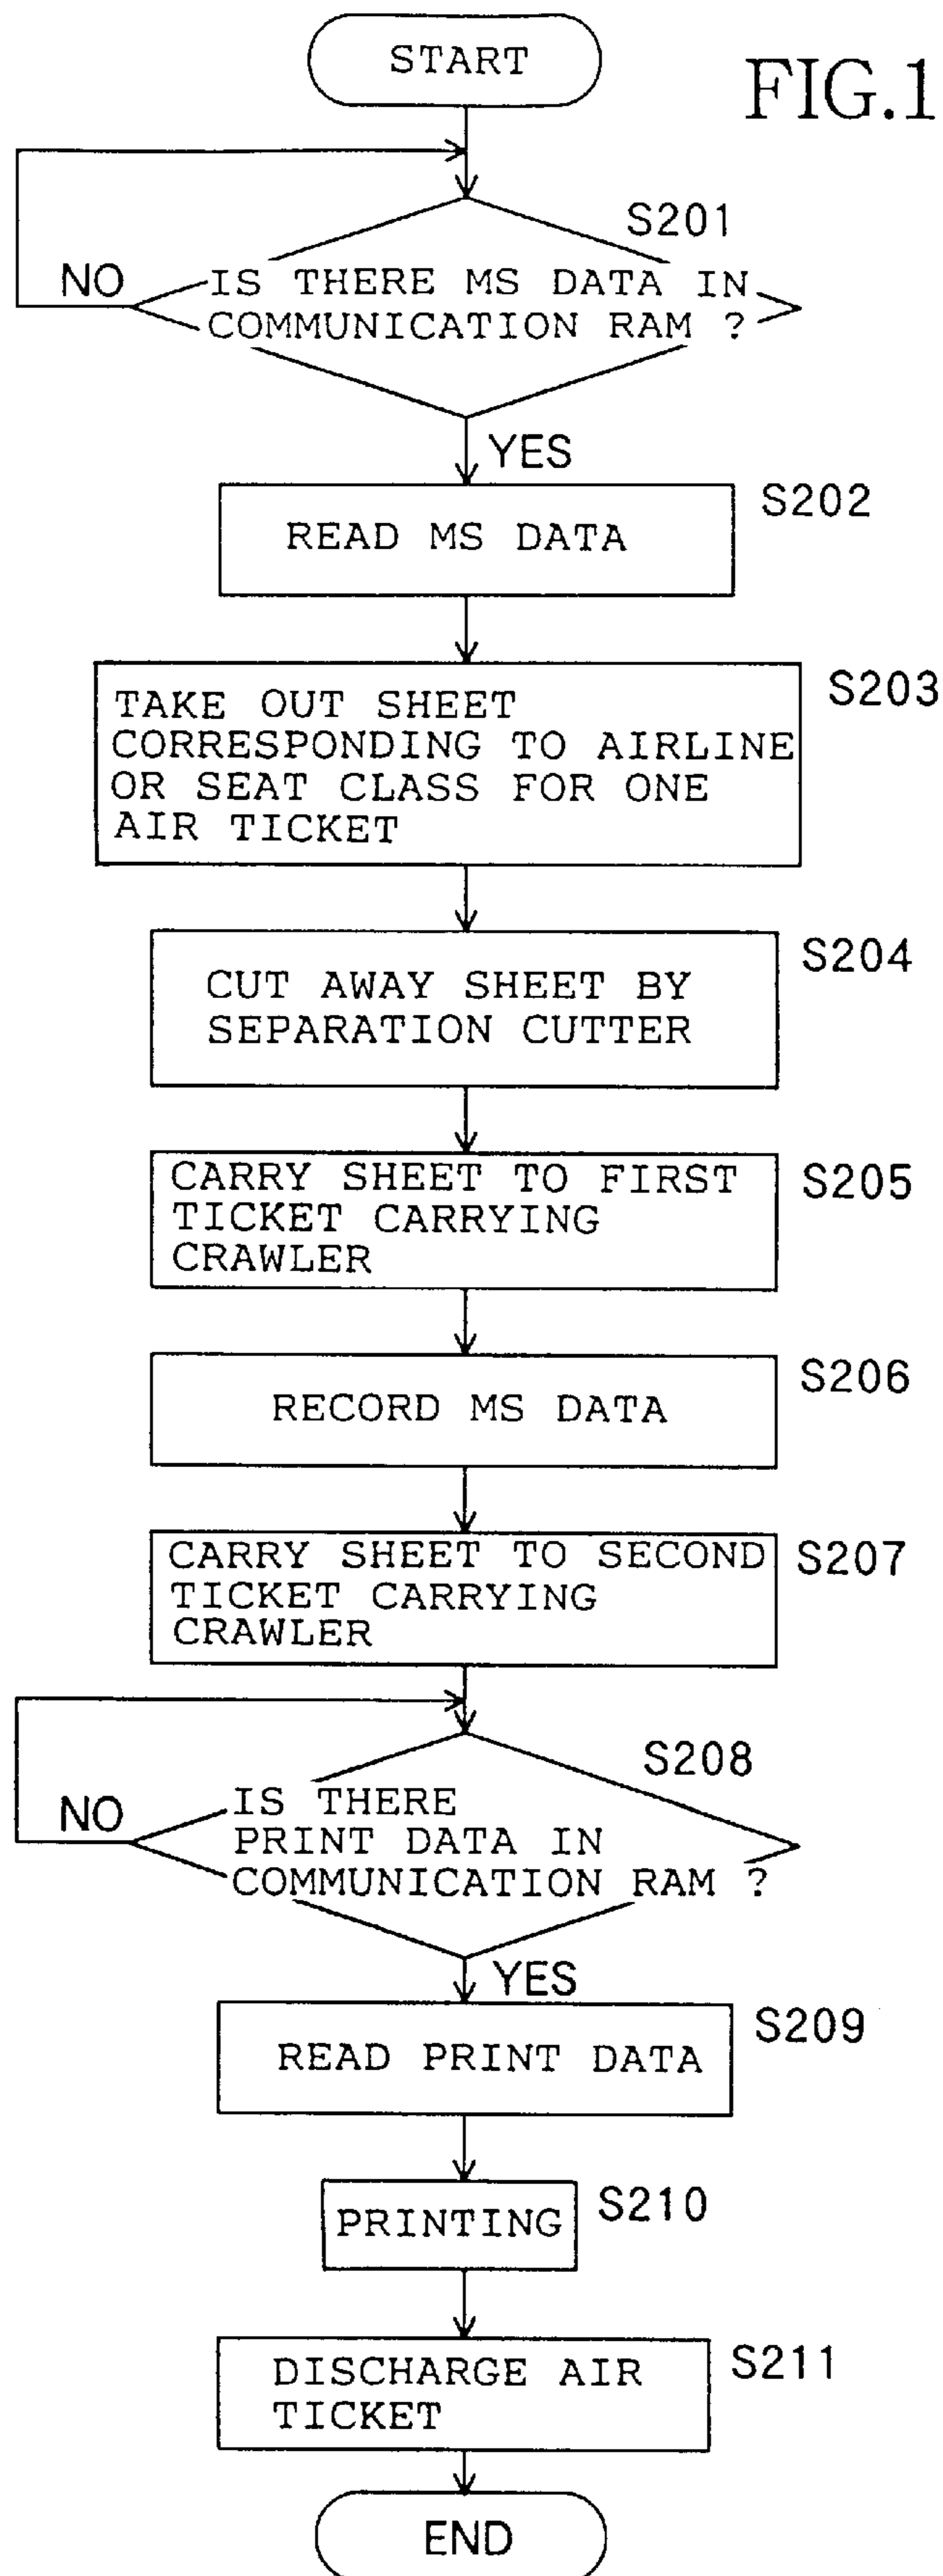 START
FIG.1
S201
NO
IS THERE MS DATA IN
COMMUNICATION RAM ?
YES
S202
READ MS DATA
S203
TAKE OUT SHEET
CORRESPONDING TO AIRLINE
OR SEAT CLASS FOR ONE
AIR TICKET
S204
CUT AWAY SHEET BY
SEPARATION CUTTER
S205
CARRY SHEET TO FIRST
TICKET CARRYING
CRAWLER
S206
RECORD MS DATA
S207
CARRY SHEET TO SECOND
TICKET CARRYING
CRAWLER
S208
NO
IS THERE
PRINT DATA IN
COMMUNICATION RAM ?
YES
S209
READ PRINT DATA
S210
PRINTING
S211
DISCHARGE AIR
TICKET
END